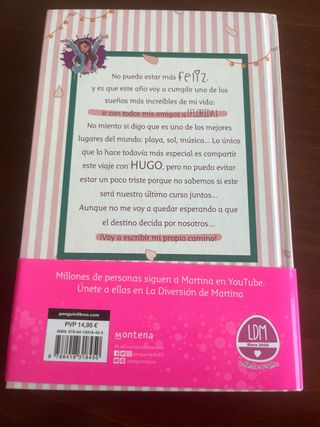 No puedo estar más feliz
y es que este año voy a cumplir uno de los
sueños más increíbles de mi vida:
¡ir con todos mis amigos a ¡FLORIDA!
No miento si digo que es uno de los mejores
lugares del mundo: playa, sol, música... Lo único
que lo hace todavía más especial es compartir
este viaje con HUGO, pero no puedo evitar
estar un poco triste porque no sabemos si este
será nuestro último curso juntos...
Aunque no me voy a quedar esperando a que
el destino decida por nosotros...
¡Voy a escribir mi propio camino!
Millones de personas siguen a Martina en YouTube.
Únete a ellas en La Diversión de Martina
penguinlibros.com
PVP 14,95 €
montena
LDM
Since 2008